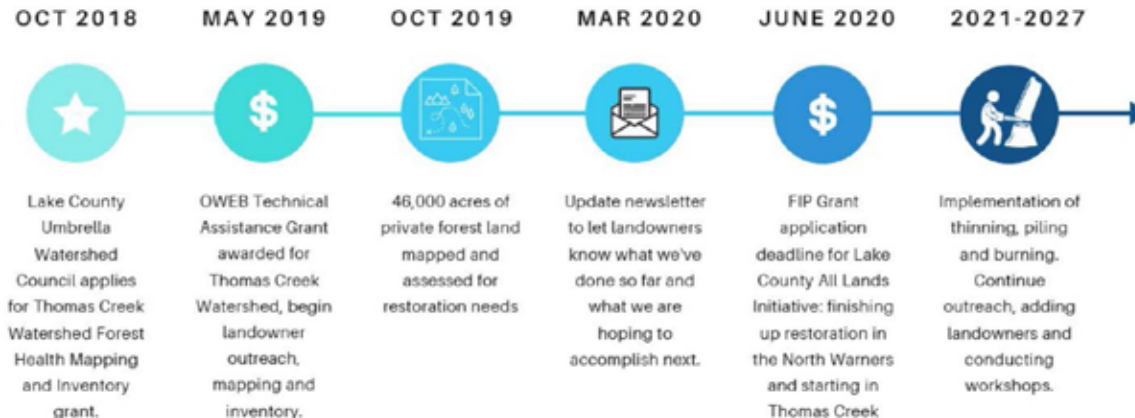 OCT 2018
MAY 2019
OCT 2019
MAR 2020
JUNE 2020
2021-2027
$
$
Lake County
Umbrella
Watershed
Council applies
for Thomas Creek
Watershed Forest
Health Mapping
and Inventory
grant.
OWEB Technical
Assistance Grant
awarded for
Thomas Creek
Watershed, begin
landowner
outreach,
mapping and
inventory.
46,000 acres of
private forest land
mapped and
assessed for
restoration needs
Update newsletter
to let landowners
know what we've
done so far and
what we are
hoping to
accomplish next.
FIP Grant
application
deadline for Lake
County All Lands
Initiative: finishing
up restoration in
the North Warners
and starting in
Thomas Creek
Implementation of
thinning, piling
and burning.
Continue
outreach, adding
landowners and
conducting
workshops.